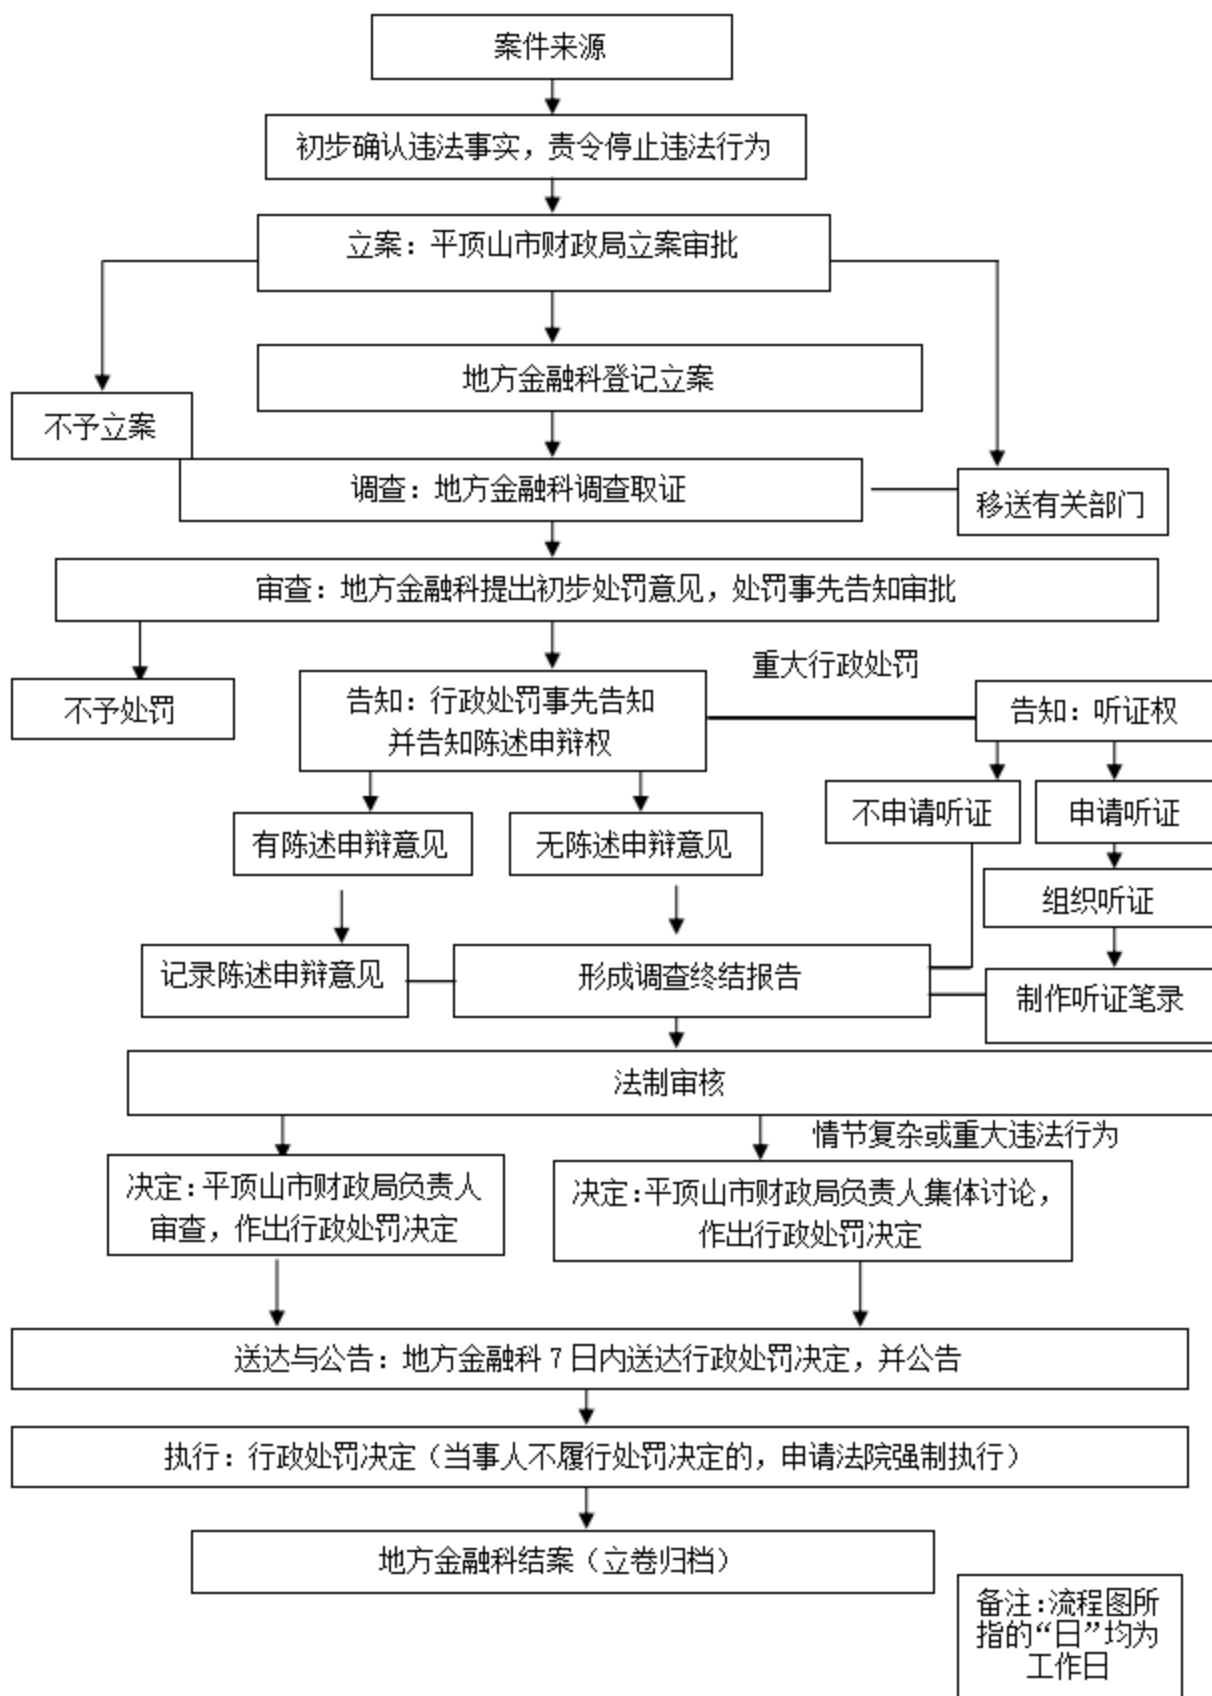 案件来源
初步确认违法事实，责令停止违法行为
立案：平顶山市财政局立案审批
地方金融科登记立案
不予立案
调查：地方金融科调查取证
移送有关部门
审查：地方金融科提出初步处罚意见，处罚事先告知审批
不予处罚
重大行政处罚
告知：行政处罚事先告知
并告知陈述申辩权
告知：听证权
不申请听证
申请听证
有陈述申辩意见
无陈述申辩意见
组织听证
记录陈述申辩意见
形成调查终结报告
制作听证笔录
法制审核
情节复杂或重大违法行为
决定：平顶山市财政局负责人
审查，作出行政处罚决定
决定：平顶山市财政局负责人集体讨论，
作出行政处罚决定
送达与公告：地方金融科 7 日内送达行政处罚决定，并公告
执行：行政处罚决定（当事人不履行处罚决定的，申请法院强制执行）
地方金融科结案（立卷归档）
备注：流程图所
指的“日”均为
工作日